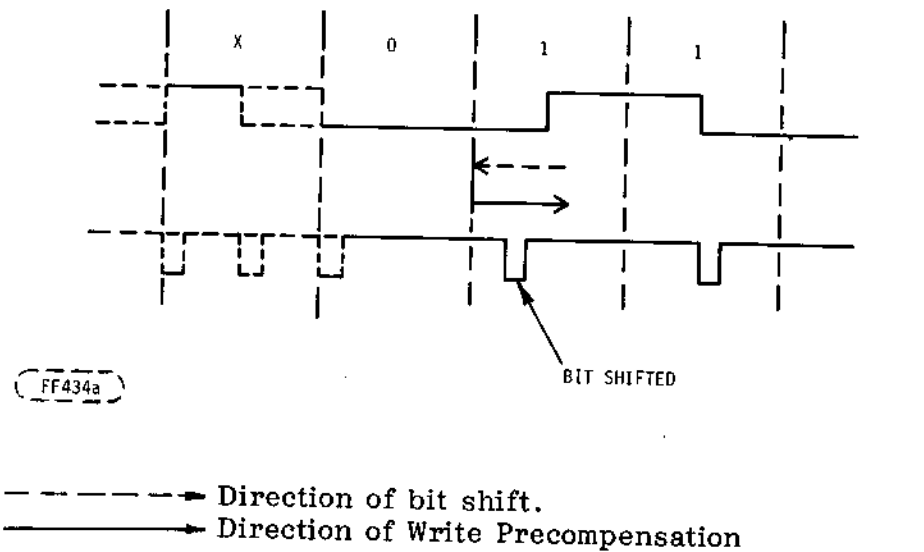 X 0 1 1
BIT SHIFTED
FF434a
Direction of bit shift.
Direction of Write Precompensation